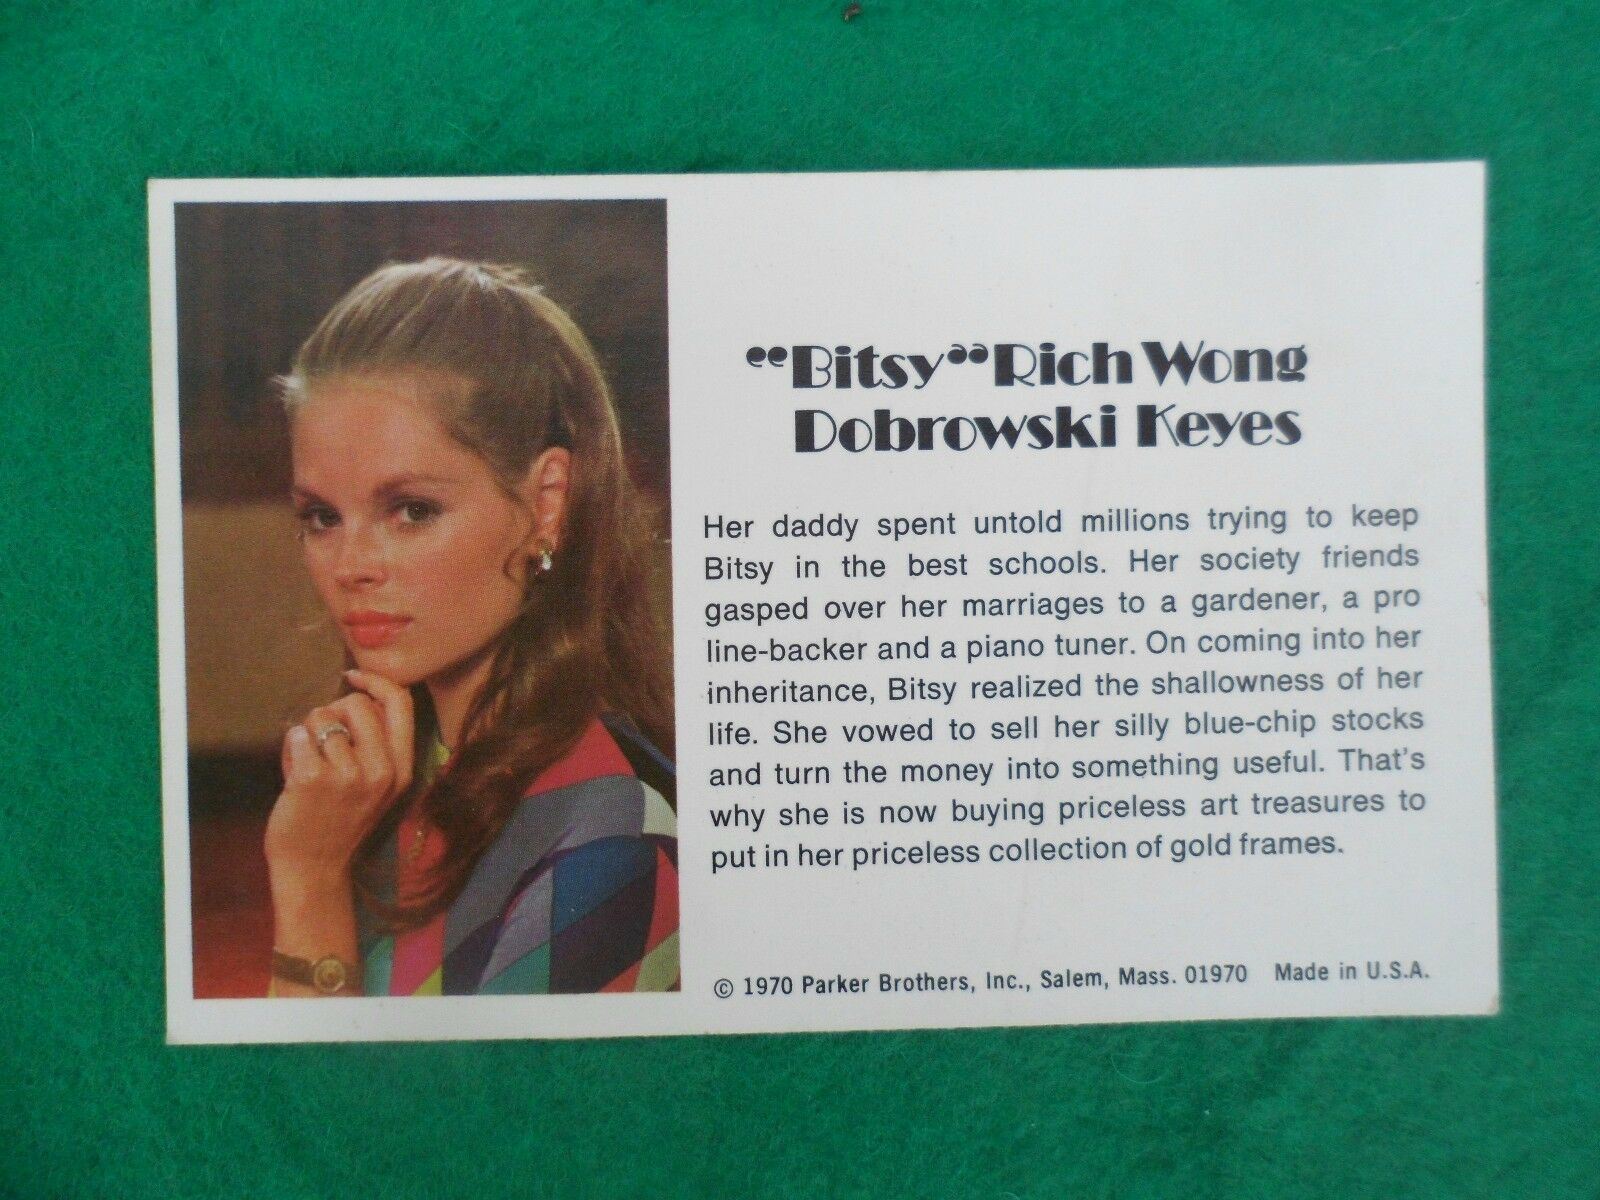 “Bitsy” Rich Wong
Dobrowski Keyes
Her daddy spent untold millions trying to keep
Bitsy in the best schools. Her society friends
gasped over her marriages to a gardener, a pro
line-backer and a piano tuner. On coming into her
inheritance, Bitsy realized the shallowness of her
life. She vowed to sell her silly blue-chip stocks
and turn the money into something useful. That's
why she is now buying priceless art treasures to
put in her priceless collection of gold frames.
© 1970 Parker Brothers, Inc., Salem, Mass. 01970 Made in U.S.A.